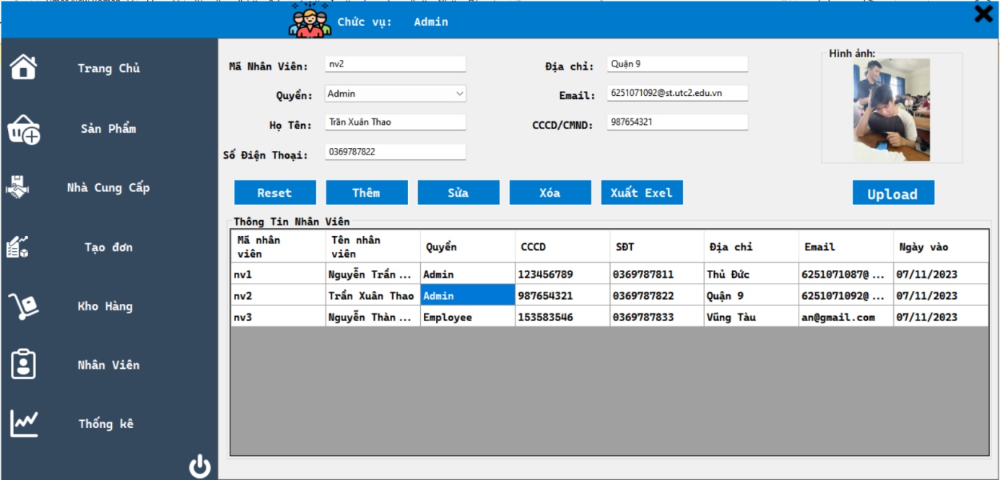 Chức vụ: Admin
Trang Chủ
Sản Phẩm
Nhà Cung Cấp
Tạo đơn
Kho Hàng
Nhân Viên
Thống kê
Mã Nhân Viên: nv2
Quyền: Admin
Họ Tên: Trần Xuân Thao
Số Điện Thoại: 0369787822
Địa chỉ: Quận 9
Email: 6251071092@st.utc2.edu.vn
CCCD/CMND: 987654321
Hình ảnh:
Reset Thêm Sửa Xóa Xuất Exel Upload
Thông Tin Nhân Viên
Mã nhân viên Tên nhân viên Quyền CCCD SĐT Địa chỉ Email Ngày vào
nv1 Nguyễn Trần ... Admin 123456789 0369787811 Thủ Đức 6251071087@ ... 07/11/2023
nv2 Trần Xuân Thao Admin 987654321 0369787822 Quận 9 6251071092@ ... 07/11/2023
nv3 Nguyễn Thàn ... Employee 153583546 0369787833 Vũng Tàu an@gmail.com 07/11/2023